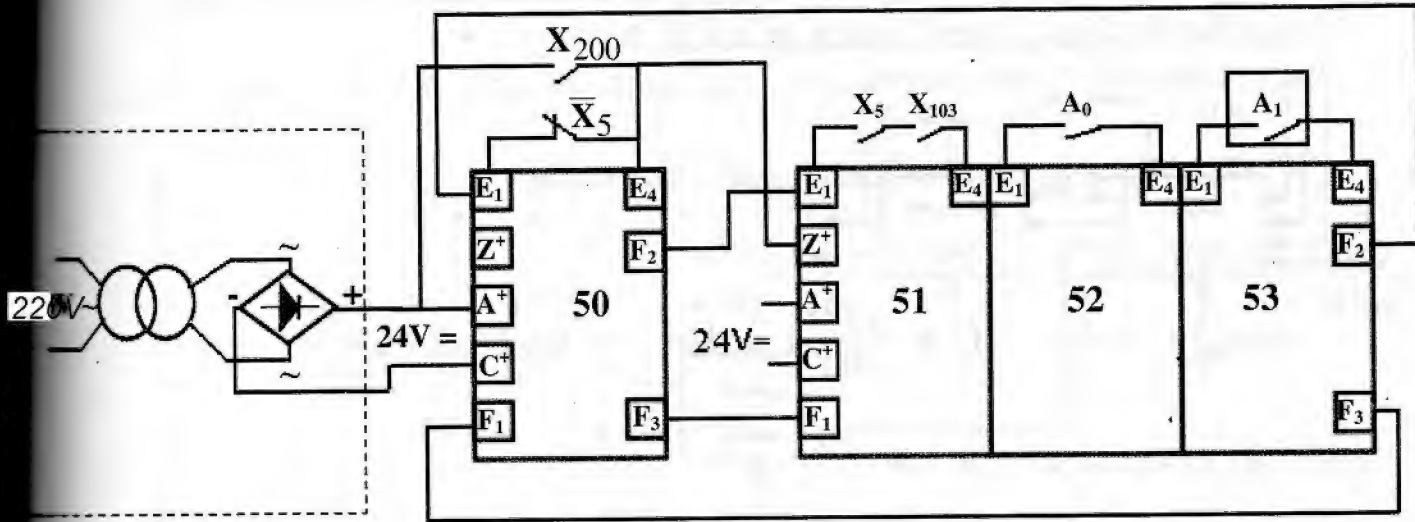 X200
X̅5
X5 X103 A0 A1
E1 E4 E1 E4 E1 E4 E1 E4
Z+ F2 Z+ F2
220V~ ~ - + A+ 50 A+ 51 52 53
24V = 24V=
~ C+ C+
F1 F3 F1 F3